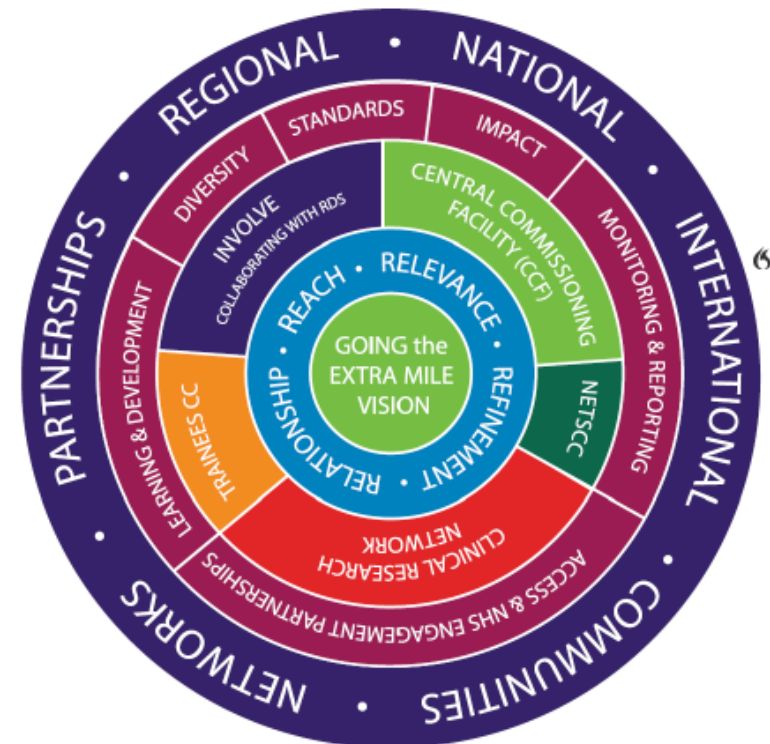 REGIONAL • NATIONAL • INTERNATIONAL • COMMUNITIES • NETWORKS • PARTNERSHIPS •
DIVERSITY
STANDARDS
IMPACT
MONITORING & REPORTING
ACCESS & NHS ENGAGEMENT PARTNERSHIPS
LEARNING & DEVELOPMENT
INVOLVE
COLLABORATING WITH RDS
CENTRAL COMMISSIONING
FACILITY (CCF)
NETSCC
CLINICAL RESEARCH
NETWORK
TRAINEES CC
REACH • RELEVANCE • REFINEMENT • RELATIONSHIP •
GOING the
EXTRA MILE
VISION